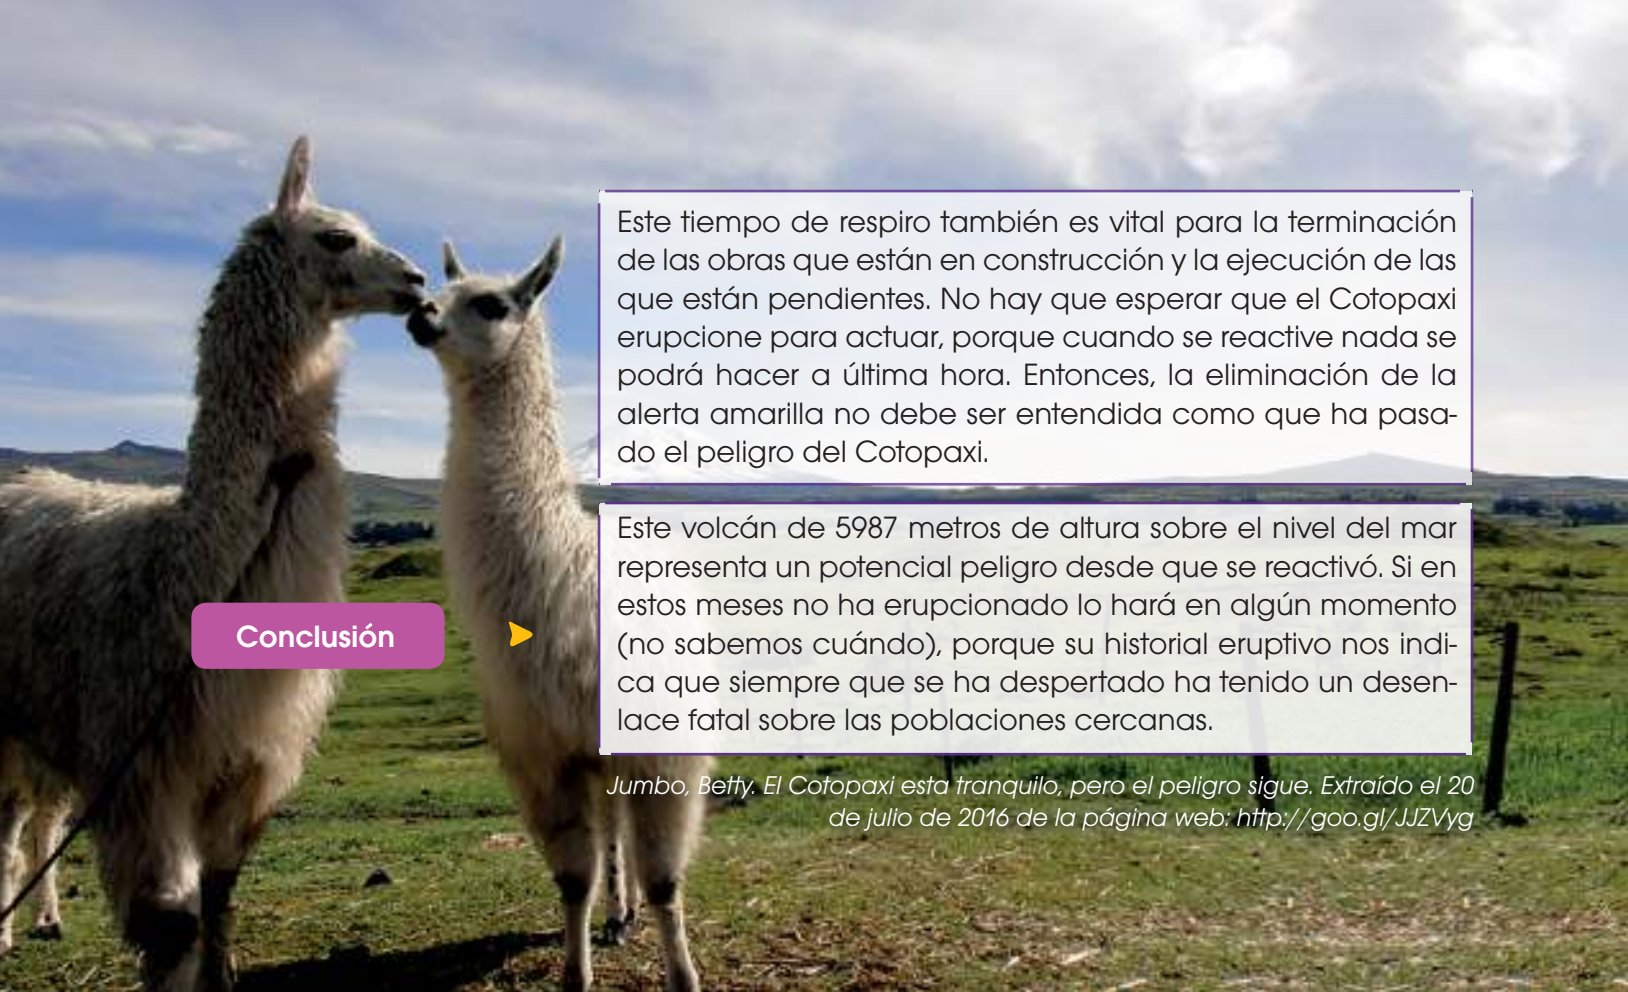 Este tiempo de respiro también es vital para la terminación
de las obras que están en construcción y la ejecución de las
que están pendientes. No hay que esperar que el Cotopaxi
erupcione para actuar, porque cuando se reactive nada se
podrá hacer a última hora. Entonces, la eliminación de la
alerta amarilla no debe ser entendida como que ha pasa-
do el peligro del Cotopaxi.
Conclusión
Este volcán de 5987 metros de altura sobre el nivel del mar
representa un potencial peligro desde que se reactivó. Si en
estos meses no ha erupcionado lo hará en algún momento
(no sabemos cuándo), porque su historial eruptivo nos indi-
ca que siempre que se ha despertado ha tenido un desen-
lace fatal sobre las poblaciones cercanas.
Jumbo, Betty. El Cotopaxi esta tranquilo, pero el peligro sigue. Extraído el 20
de julio de 2016 de la página web: http://goo.gl/JJZVyg